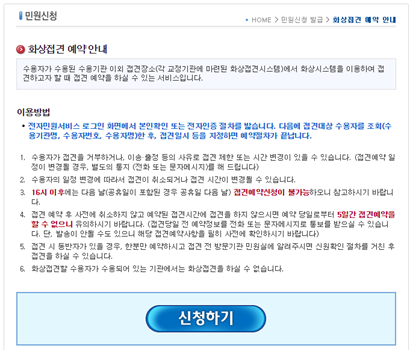 민원신청
HOME > 민원신청 발급 > 화상접견 예약 안내
화상접견 예약 안내
수용자가 수용된 수용기관 이외 접견장소(각 교정기관에 마련된 화상접견시스템)에서 화상시스템을 이용하여 접
견하고자 할 때 접견 예약을 하실 수 있는 서비스입니다.
이용방법
• 전자민원서비스 로그인 화면에서 본인확인 또는 전자인증 절차를 밟습니다. 다음에 접견대상 수용자를 조회(수
용기관명, 수용자번호, 수용자명)한 후, 접견일시 등을 지정하면 예약절차가 끝납니다.
1. 수용자가 접견을 거부하거나, 이송·출정 등의 사유로 접견 제한 또는 시간 변경이 있을 수 있습니다. (접견예약 일
정이 변경될 경우, 별도의 통지 (전화 또는 문자메시지)를 해 드립니다)
2. 수용자의 일정 변경에 따라서 접견이 취소되거나 접견 시간이 변경될 수 있습니다.
3. 16시 이후에는 다음 날(공휴일이 포함된 경우 공휴일 다음 날) 접견예약신청이 불가능하오니 참고하시기 바랍니
다.
4. 접견 예약 후 사전에 취소하지 않고 예약된 접견시간에 접견을 하지 않으시면 예약 당일로부터 5일간 접견예약을
할 수 없으니 유의하시기 바랍니다. (접견당일 전 예약정보를 전화 또는 문자메시지로 통보를 받으실 수 있습니
다. 단, 발송이 안될 수도 있으니 해당 접견예약사항을 필히 사전에 확인하시기 바랍니다)
5. 접견 시 동반자가 있을 경우, 한분만 예약하시고 접견 전 방문기관 민원실에 알려주시면 신원확인 절차를 거친 후
접견을 하실 수 있습니다.
6. 화상접견할 수용자가 수용되어 있는 기관에서는 화상접견을 하실 수 없습니다.
신청하기